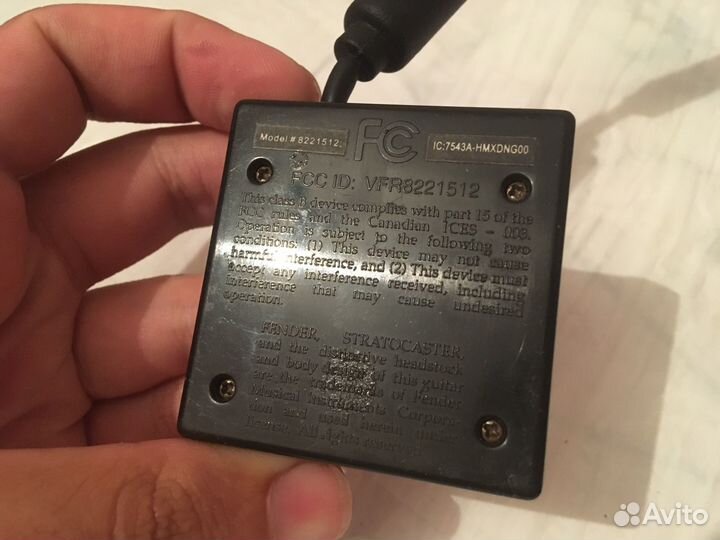 Model # 8221512;
FC
IC:7543A-HMXDNG00
FCC ID: VFR8221512
This class B device complies with part 15 of the
FCC rules and the Canadian ICES - 003.
Operation is subject to the following two
conditions: (1) This device may not cause
harmful interference, and (2) This device must
accept any interference received, including
interference that may cause undesired
operation.
FENDER, STRATOCASTER,
and the distinctive headstock
and body design of this guitar
are the trademarks of Fender
Musical Instruments Corpora-
tion and used herein under
license. All rights reserved
Avito